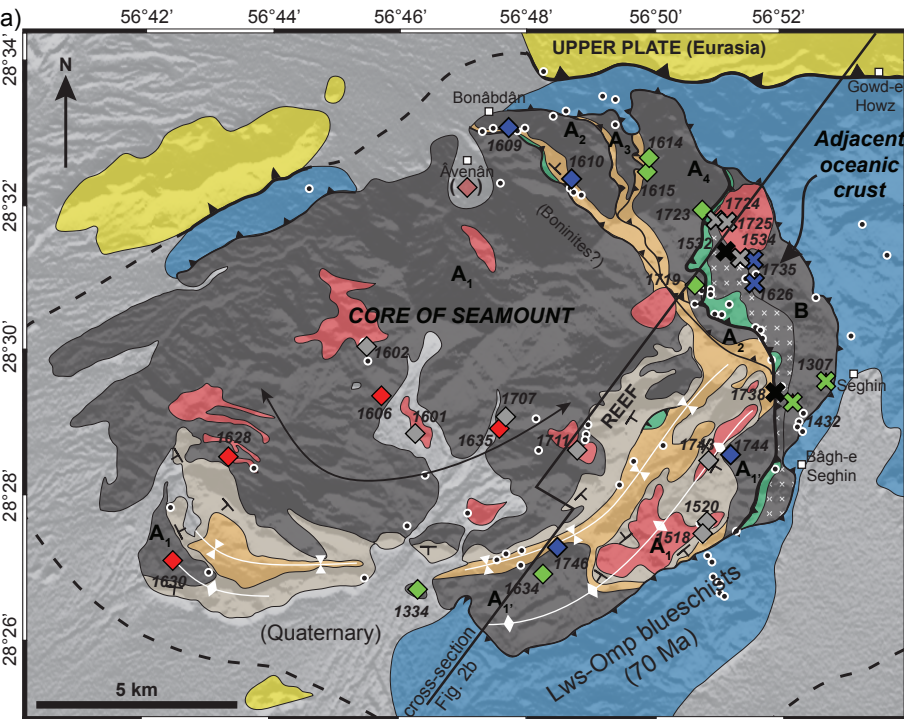 a)
56°42' 56°44' 56°46' 56°48' 56°50' 56°52'
28°34'
28°32'
28°30'
28°28'
28°26'
N
UPPER PLATE (Eurasia)
Gowd-e
Howz
Bonâbdân
Adjacent
oceanic
crust
1609
A2
A3
1614
1610
1615
A4
Âvenân
( )
1723
1724
1725
1532
1534
1735
1626
(Boninites?)
A1
1719
B
CORE OF SEAMOUNT
A2
1602
1307
Seghin
1606
1738
1432
REEF
1707
1601
1635
1711
1628
1743
1744
Bâgh-e
Seghin
A1'
1520
1518
A1
A1
1630
1746
1634
1334
A1'
(Quaternary)
Lws-Omp blueschists
(70 Ma)
cross-section
Fig. 2b
5 km